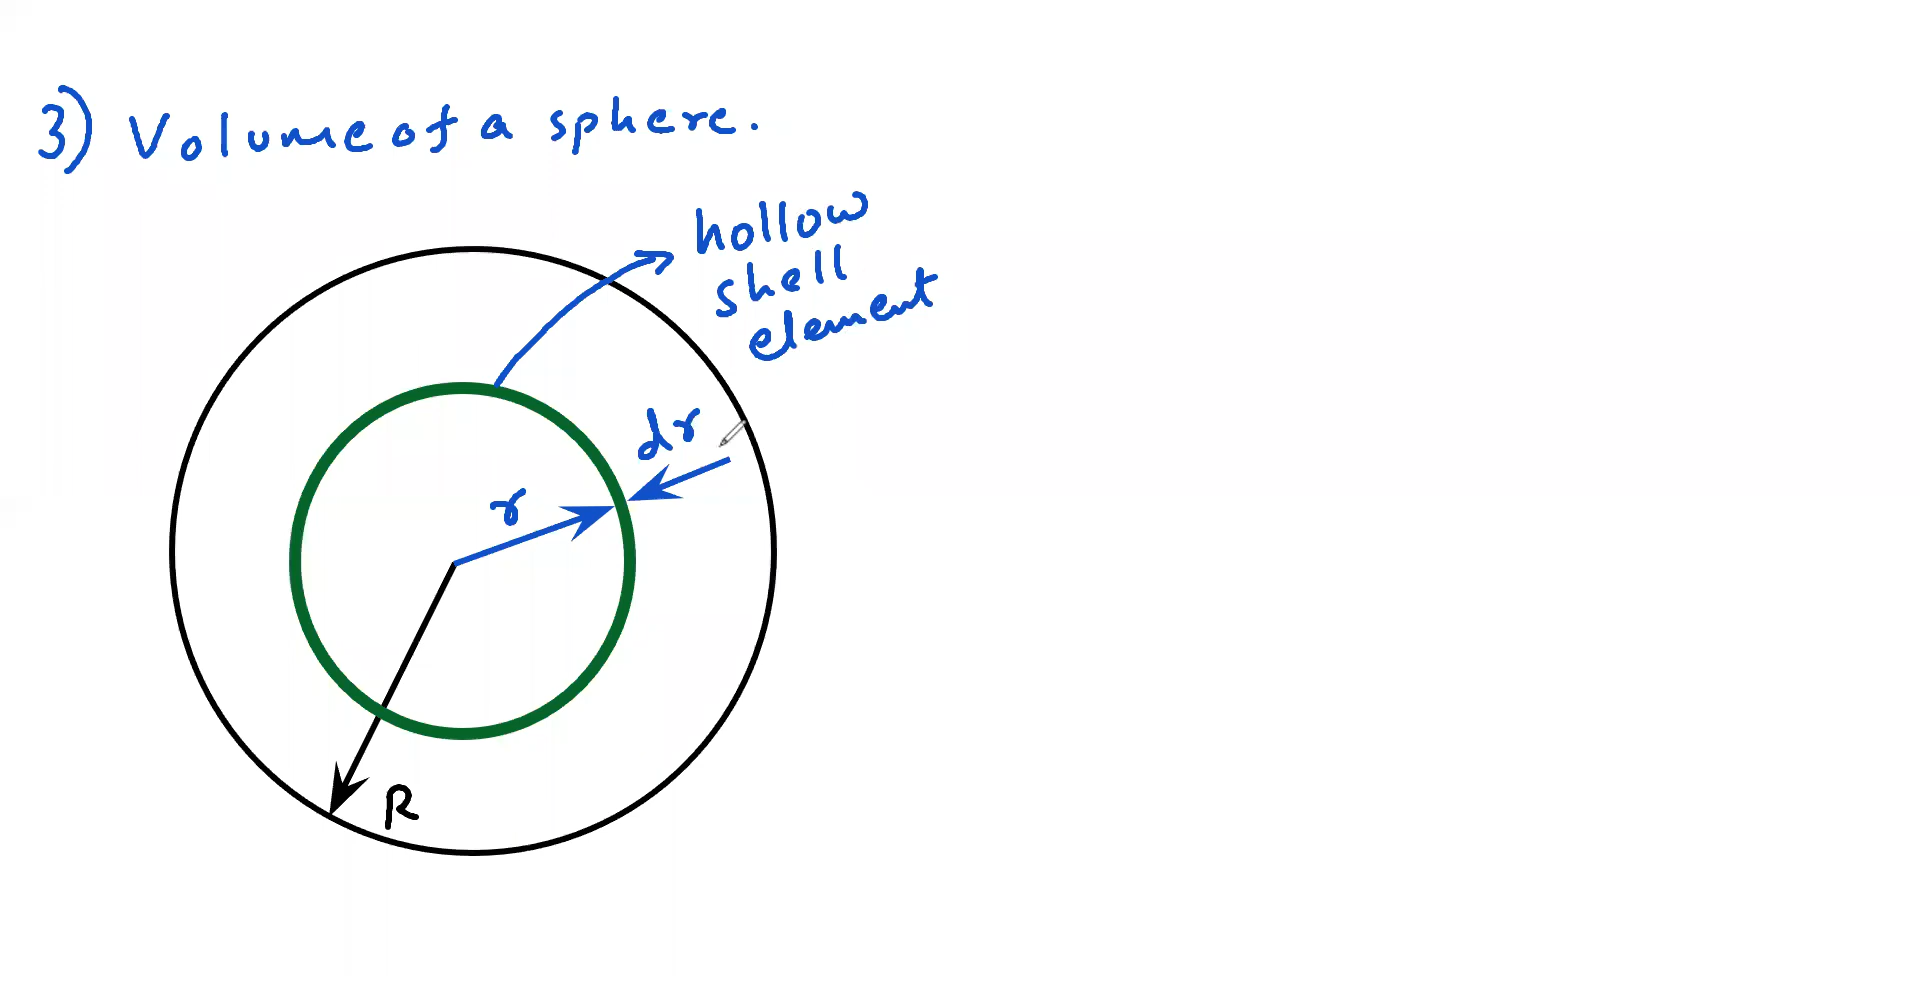 3) Volume of a sphere.
hollow
shell
element
dr
r
R